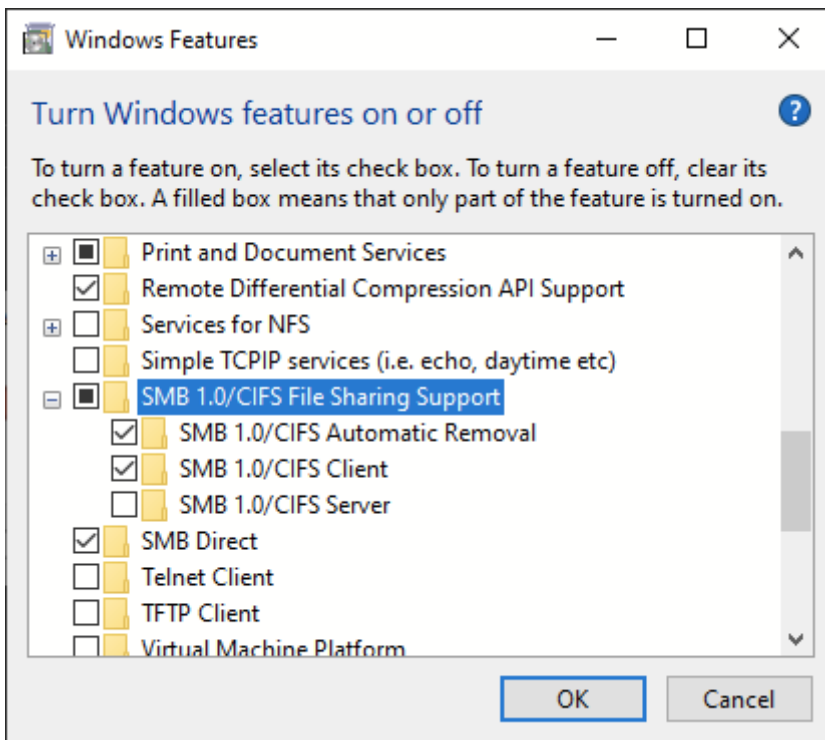 Windows Features
Turn Windows features on or off
?
To turn a feature on, select its check box. To turn a feature off, clear its
check box. A filled box means that only part of the feature is turned on.
Print and Document Services
Remote Differential Compression API Support
Services for NFS
Simple TCPIP services (i.e. echo, daytime etc)
SMB 1.0/CIFS File Sharing Support
SMB 1.0/CIFS Automatic Removal
SMB 1.0/CIFS Client
SMB 1.0/CIFS Server
SMB Direct
Telnet Client
TFTP Client
Virtual Machine Platform
OK Cancel